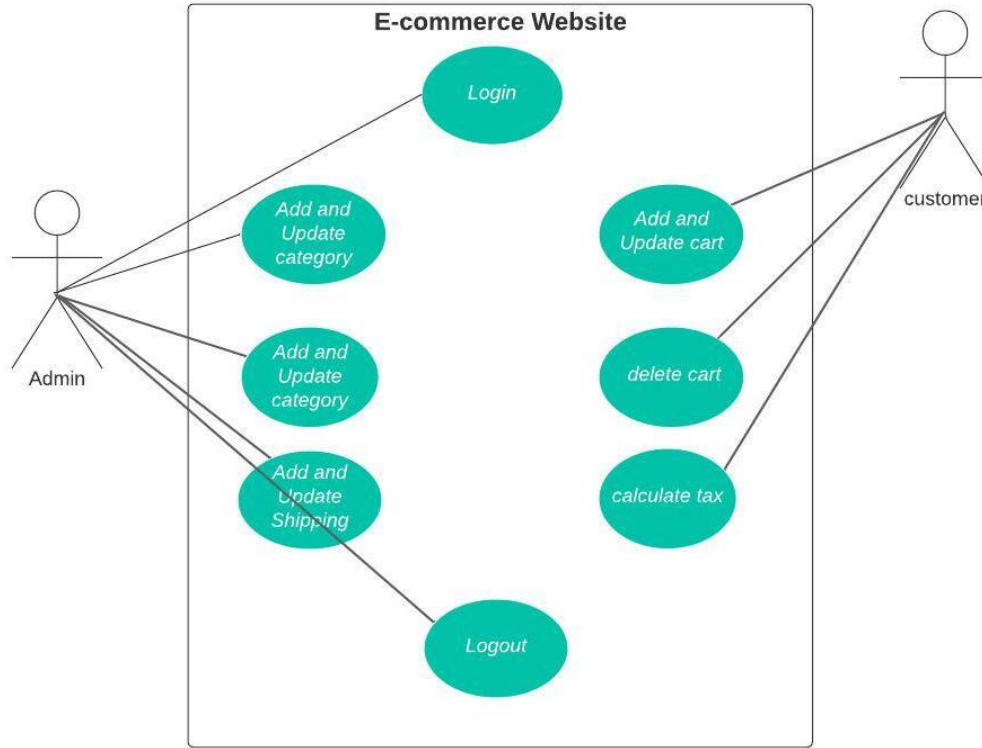 E-commerce Website
Login
customer
Add and
Update
category
Add and
Update cart
Admin
Add and
Update
category
delete cart
Add and
Update
Shipping
calculate tax
Logout